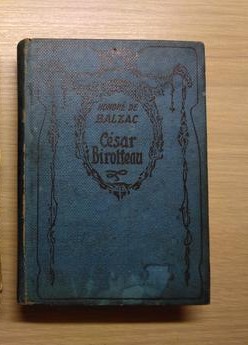 HONORÉ DE
BALZAC
César
Birotteau